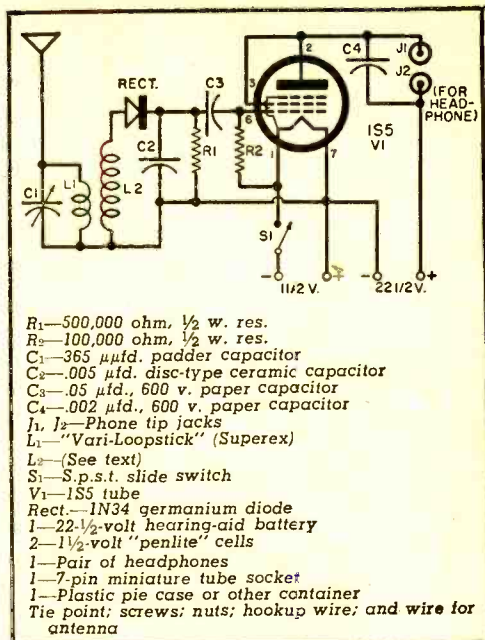 RECT.
C3
2
C4
J1
J2
(FOR
HEAD-
PHONE)
3
6
1S5
V1
C1
L1
L2
C2
R1
R2
1
7
S1
-
11/2 V.
+
-
221/2V.
+
R1—500,000 ohm, ½ w. res.
R2—100,000 ohm, ½ w. res.
C1—365 μμfd. padder capacitor
C2—.005 μfd. disc-type ceramic capacitor
C3—.05 μfd., 600 v. paper capacitor
C4—.002 μfd., 600 v. paper capacitor
J1, J2—Phone tip jacks
L1—"Vari-Loopstick" (Superex)
L2—(See text)
S1—S.p.s.t. slide switch
V1—1S5 tube
Rect.—1N34 germanium diode
1—22-½-volt hearing-aid battery
2—1½-volt "penlite" cells
1—Pair of headphones
1—7-pin miniature tube socket
1—Plastic pie case or other container
Tie point; screws; nuts; hookup wire; and wire for
antenna